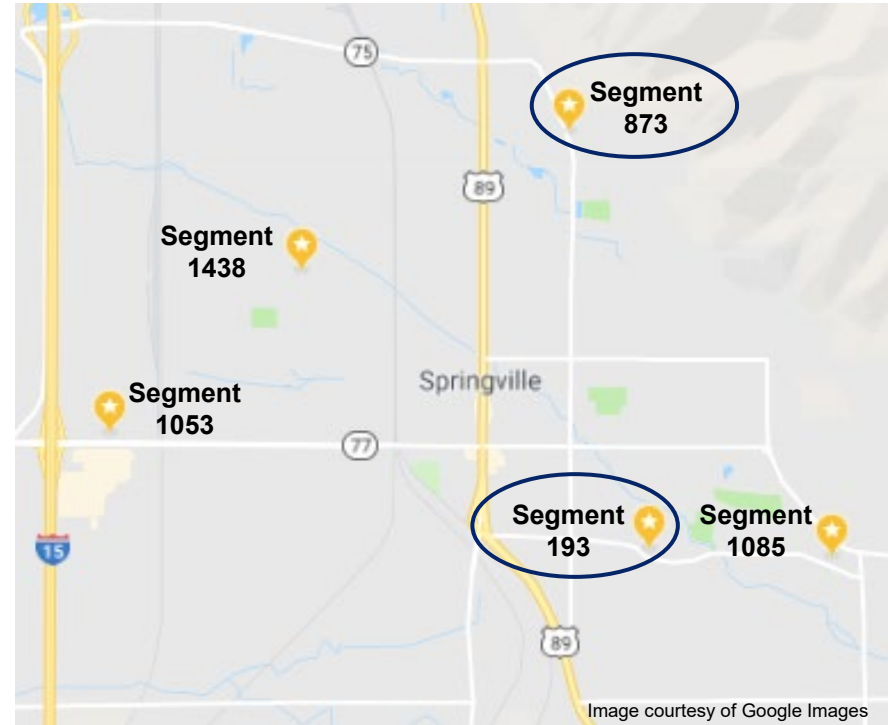 75
Segment
873
89
Segment
1438
Springville
Segment
1053
77
Segment
193
Segment
1085
15
89
Image courtesy of Google Images